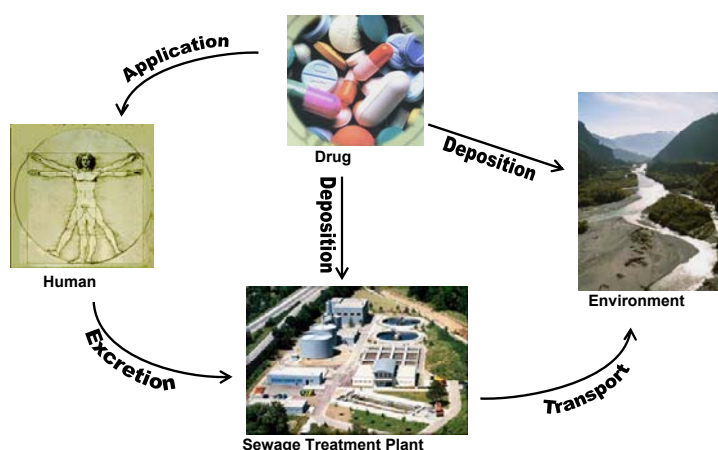 Application
Drug
Deposition
Deposition
Human
Environment
Excretion
Transport
Sewage Treatment Plant